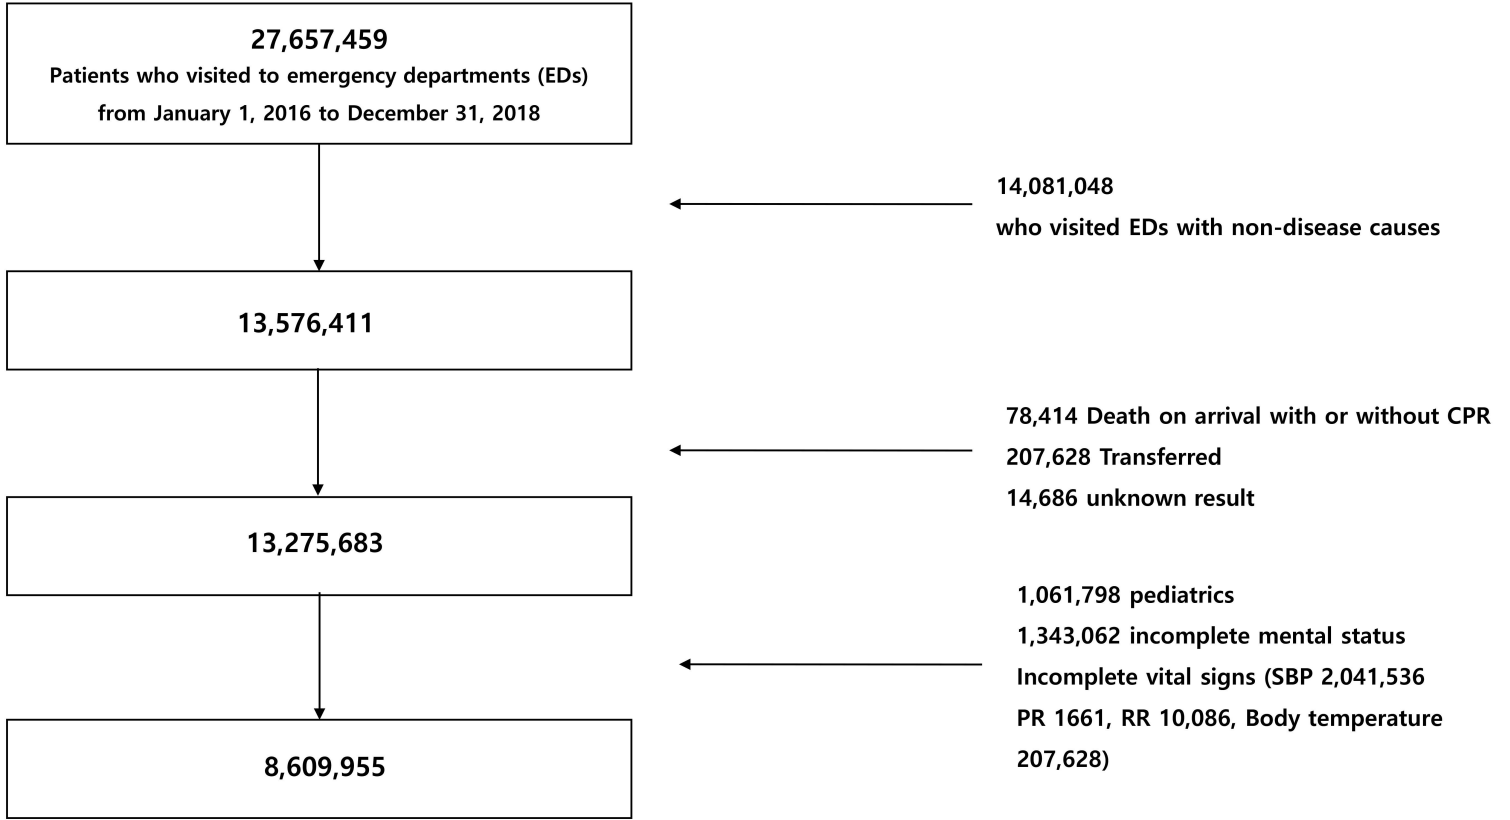 27,657,459
Patients who visited to emergency departments (EDs)
from January 1, 2016 to December 31, 2018
14,081,048
who visited EDs with non-disease causes
13,576,411
78,414 Death on arrival with or without CPR
207,628 Transferred
14,686 unknown result
13,275,683
1,061,798 pediatrics
1,343,062 incomplete mental status
Incomplete vital signs (SBP 2,041,536
PR 1661, RR 10,086, Body temperature
207,628)
8,609,955